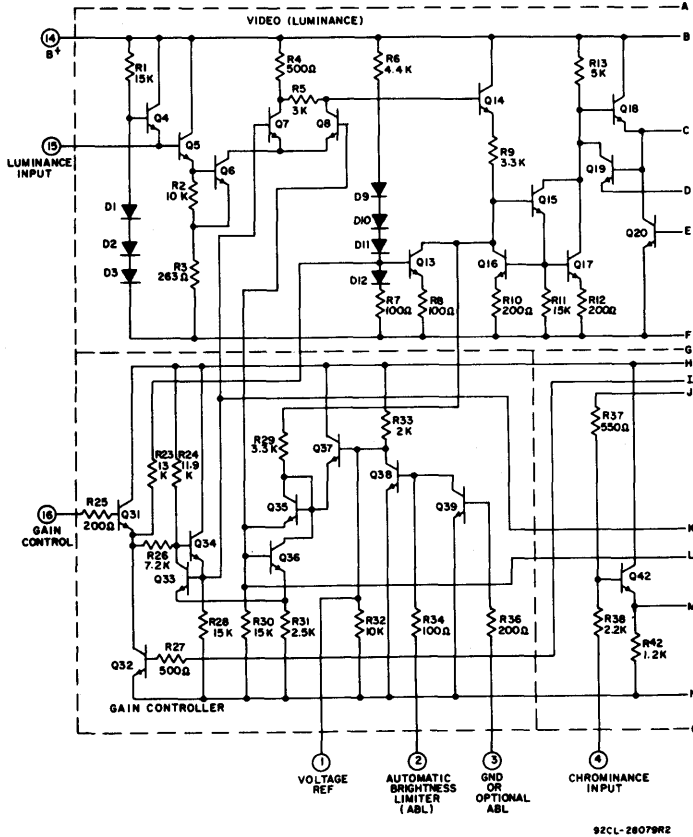 VIDEO (LUMINANCE)
A
14
B+
B
R1
15K
R4
500Ω
R5
3K
R6
4.4K
R13
5K
Q4
Q7
Q8
Q14
Q18
C
15
LUMINANCE
INPUT
Q5
Q6
R9
3.3K
Q19
D
R2
10 K
D1
D2
D3
R3
263Ω
D9
D10
D11
D12
Q15
Q20
E
Q13
Q16
Q17
R7
100Ω
R8
100Ω
R10
200Ω
R11
15K
R12
200Ω
F
G
H
I
J
R23
13
K
R24
11.9
K
R29
3.3K
Q37
R33
2K
R37
550Ω
Q38
Q39
R25
200Ω
Q31
Q35
16
GAIN
CONTROL
K
R26
7.2K
Q34
Q33
Q36
L
Q42
R28
15 K
R30
15K
R31
2.5K
R32
10K
R34
100Ω
R36
200Ω
R38
2.2K
M
R42
1.2K
Q32
R27
500Ω
GAIN CONTROLLER
1
VOLTAGE
REF
2
AUTOMATIC
BRIGHTNESS
LIMITER
(ABL)
3
GND
OR
OPTIONAL
ABL
4
CHROMINANCE
INPUT
92CL-28079R2